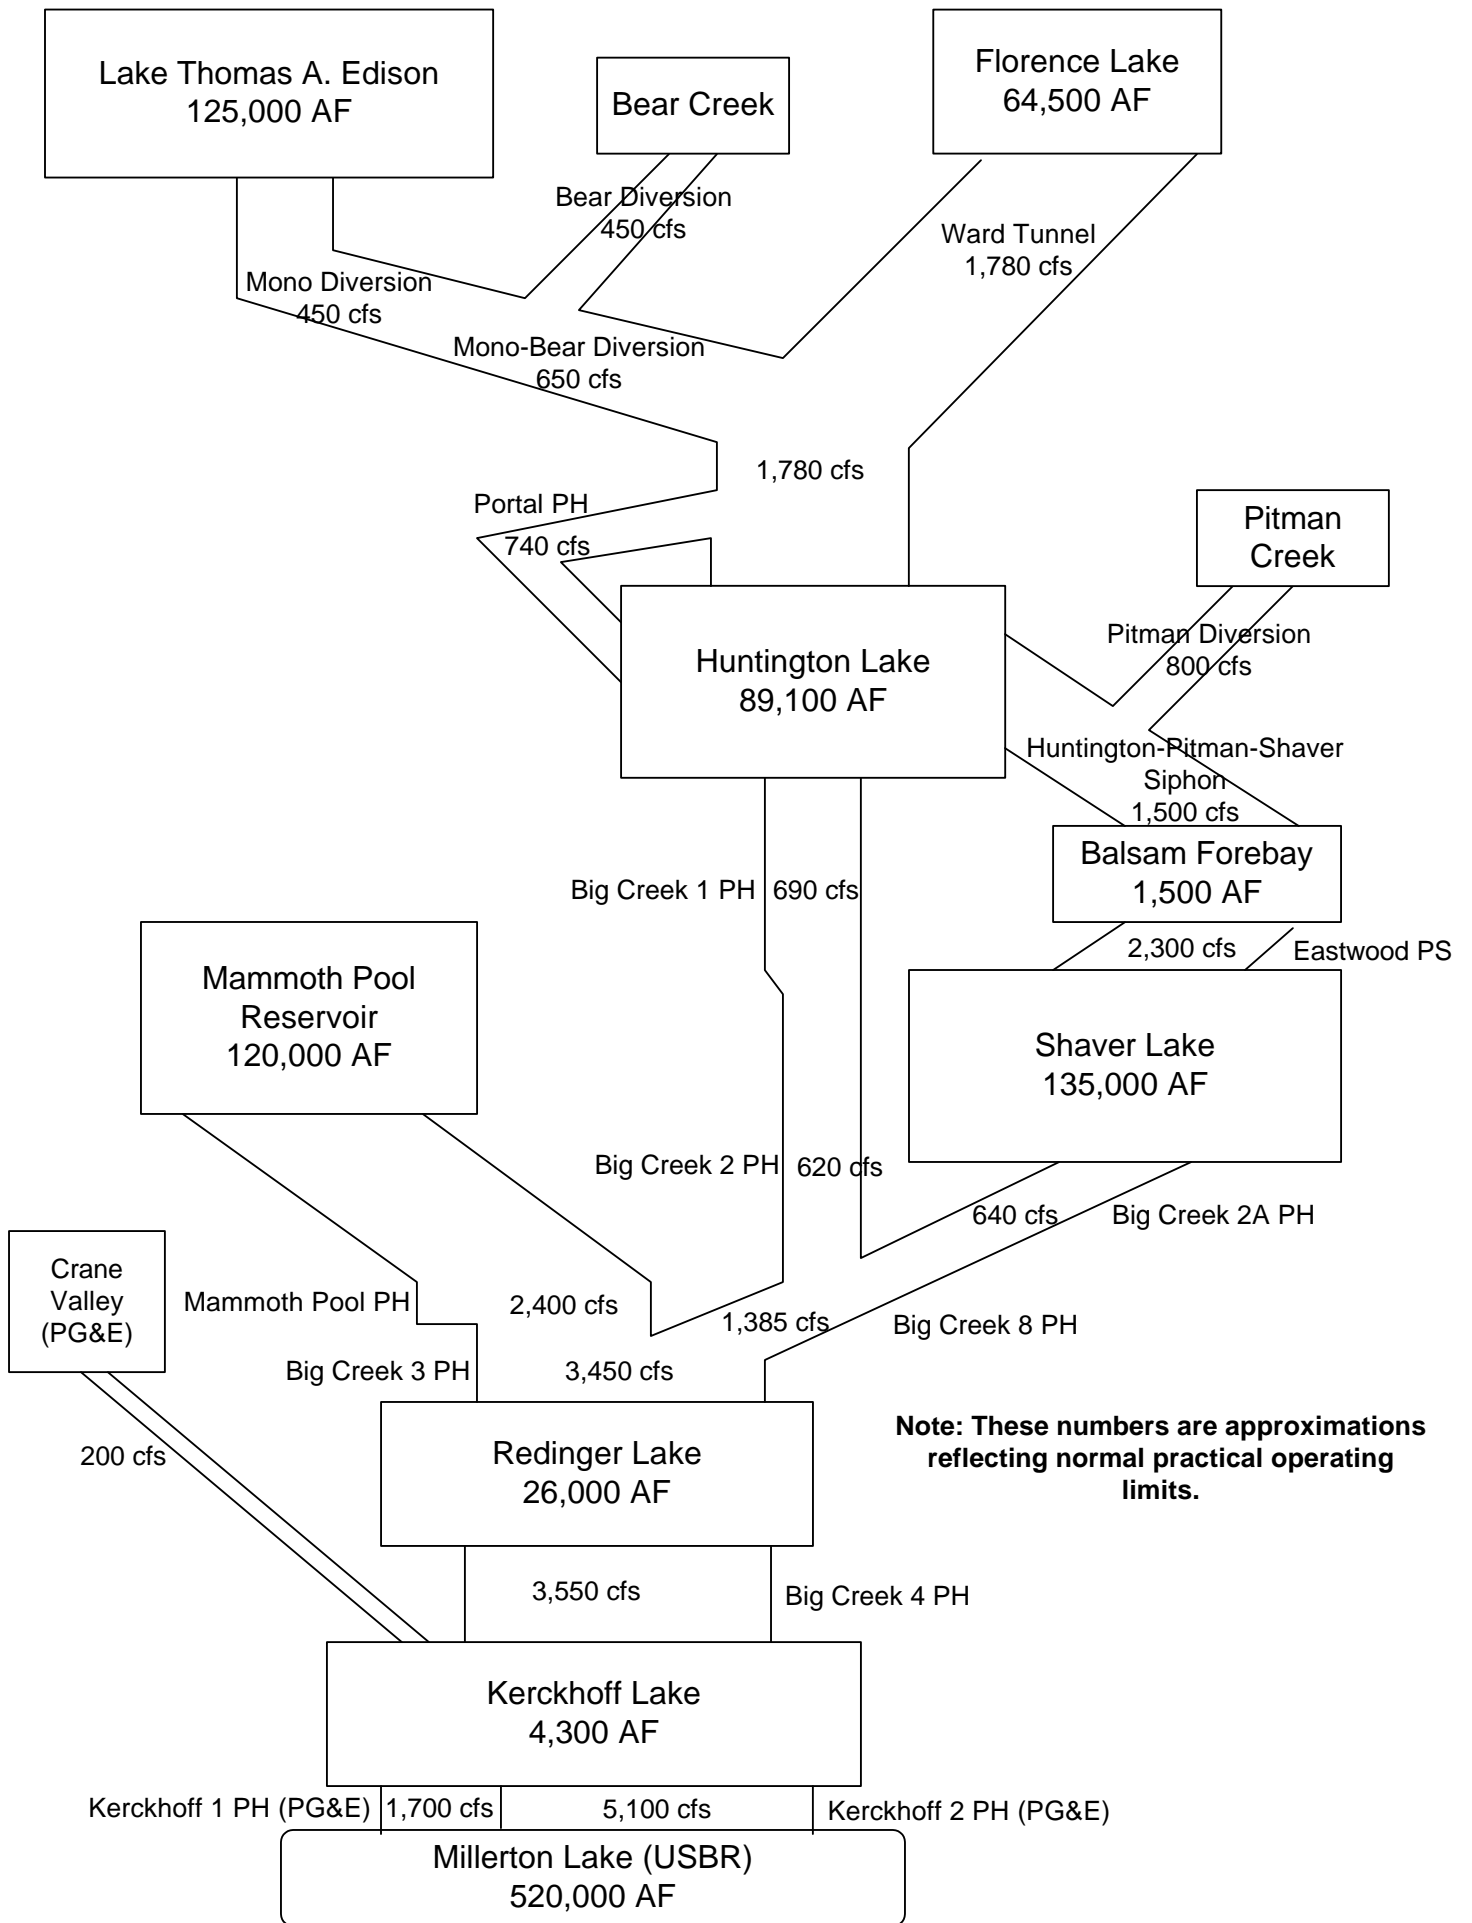 Lake Thomas A. Edison
125,000 AF
Bear Creek
Florence Lake
64,500 AF
Bear Diversion
450 cfs
Ward Tunnel
1,780 cfs
Mono Diversion
450 cfs
Mono-Bear Diversion
650 cfs
1,780 cfs
Portal PH
740 cfs
Pitman
Creek
Pitman Diversion
800 cfs
Huntington Lake
89,100 AF
Huntington-Pitman-Shaver
Siphon
1,500 cfs
Balsam Forebay
1,500 AF
Big Creek 1 PH
690 cfs
2,300 cfs
Eastwood PS
Mammoth Pool
Reservoir
120,000 AF
Shaver Lake
135,000 AF
Big Creek 2 PH
620 cfs
640 cfs
Big Creek 2A PH
Crane
Valley
(PG&E)
Mammoth Pool PH
2,400 cfs
1,385 cfs
Big Creek 8 PH
Big Creek 3 PH
3,450 cfs
200 cfs
Redinger Lake
26,000 AF
Note: These numbers are approximations
reflecting normal practical operating
limits.
3,550 cfs
Big Creek 4 PH
Kerckhoff Lake
4,300 AF
Kerckhoff 1 PH (PG&E)
1,700 cfs
5,100 cfs
Kerckhoff 2 PH (PG&E)
Millerton Lake (USBR)
520,000 AF